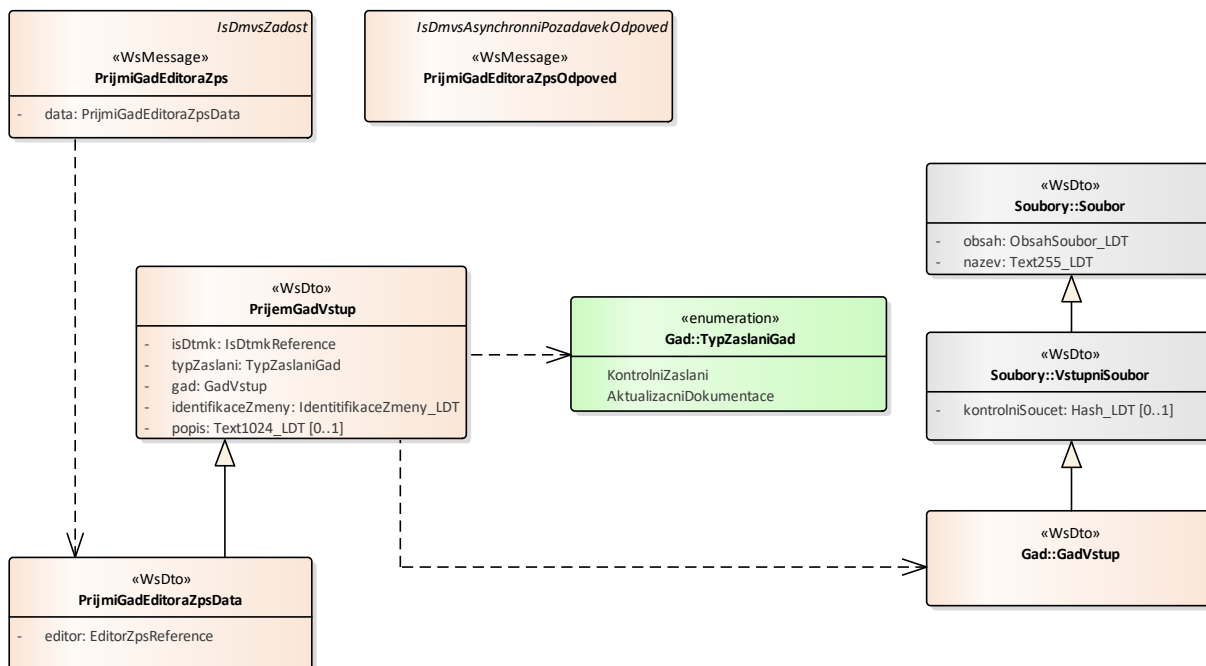 IsDmvsZadost
«WsMessage»
PrijmiGadEditoraZps
- data: PrijmiGadEditoraZpsData
IsDmvsAsynchronniPozadavekOdpoved
«WsMessage»
PrijmiGadEditoraZpsOdpoved
«WsDto»
Soubory::Soubor
- obsah: ObsahSoubor_LDT
- nazev: Text255_LDT
«WsDto»
PrijemGadVstup
- isDtmk: IsDtmkReference
- typZaslani: TypZaslaniGad
- gad: GadVstup
- identifikaceZmeny: IdentitifikaceZmeny_LDT
- popis: Text1024_LDT [0..1]
«enumeration»
Gad::TypZaslaniGad
KontrolniZaslani
AktualizacniDokumentace
«WsDto»
Soubory::VstupniSoubor
- kontrolniSoucet: Hash_LDT [0..1]
«WsDto»
Gad::GadVstup
«WsDto»
PrijmiGadEditoraZpsData
- editor: EditorZpsReference